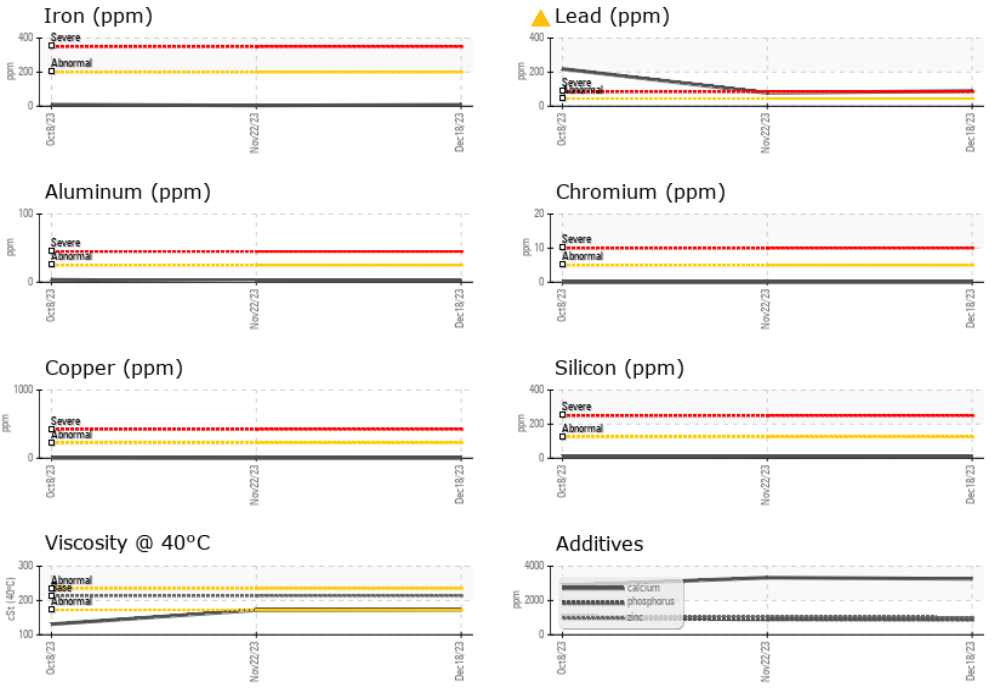 Iron (ppm)
400
200
0
ppm
Severe
Abnormal
Oct8/23
Nov22/23
Dec18/23
Lead (ppm)
400
200
0
ppm
Severe
Abnormal
Oct8/23
Nov22/23
Dec18/23
Aluminum (ppm)
100
0
ppm
Severe
Abnormal
Oct8/23
Nov22/23
Dec18/23
Chromium (ppm)
20
10
0
ppm
Severe
Abnormal
Oct8/23
Nov22/23
Dec18/23
Copper (ppm)
1000
0
ppm
Severe
Abnormal
Oct8/23
Nov22/23
Dec18/23
Silicon (ppm)
400
200
0
ppm
Severe
Abnormal
Oct8/23
Nov22/23
Dec18/23
Viscosity @ 40°C
300
200
100
cSt (40°C)
Abnormal
Base
Abnormal
Oct8/23
Nov22/23
Dec18/23
Additives
4000
2000
0
ppm
calcium
phosphorus
zinc
Oct8/23
Nov22/23
Dec18/23